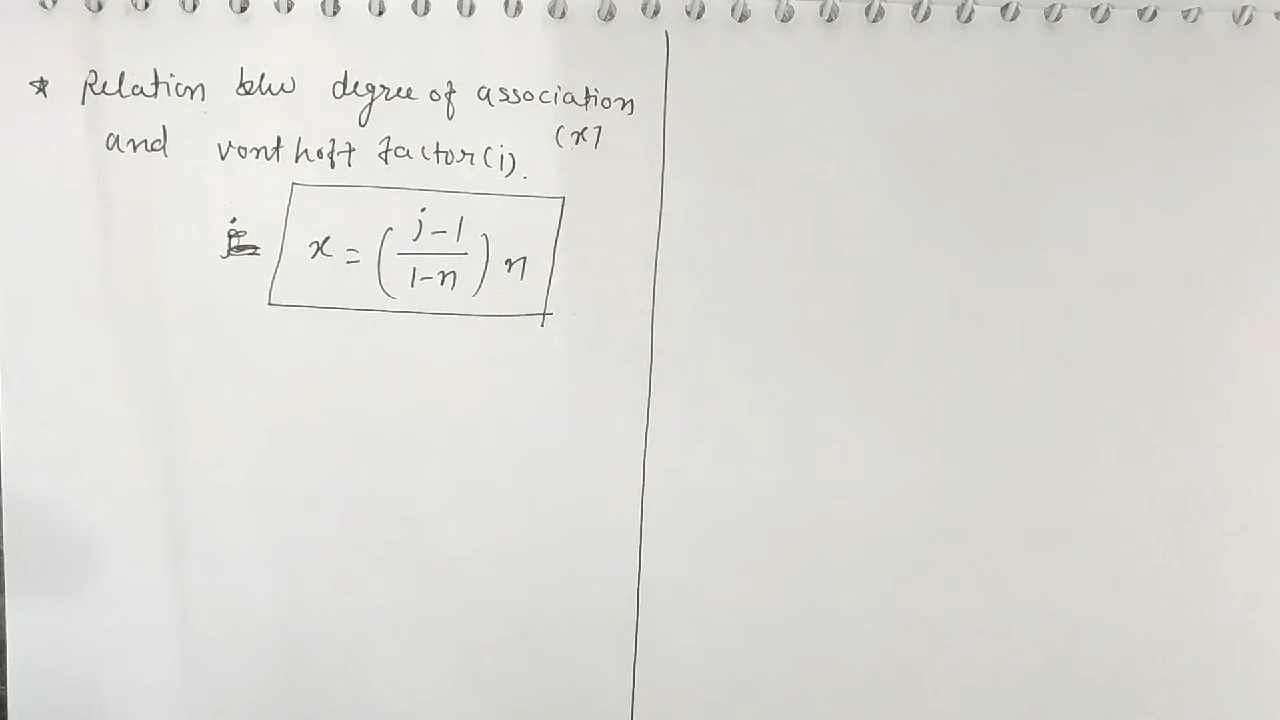 * Relation b/w degree of association
(x)
and vont hoft factor(i).
x = (i-1/1-n) n